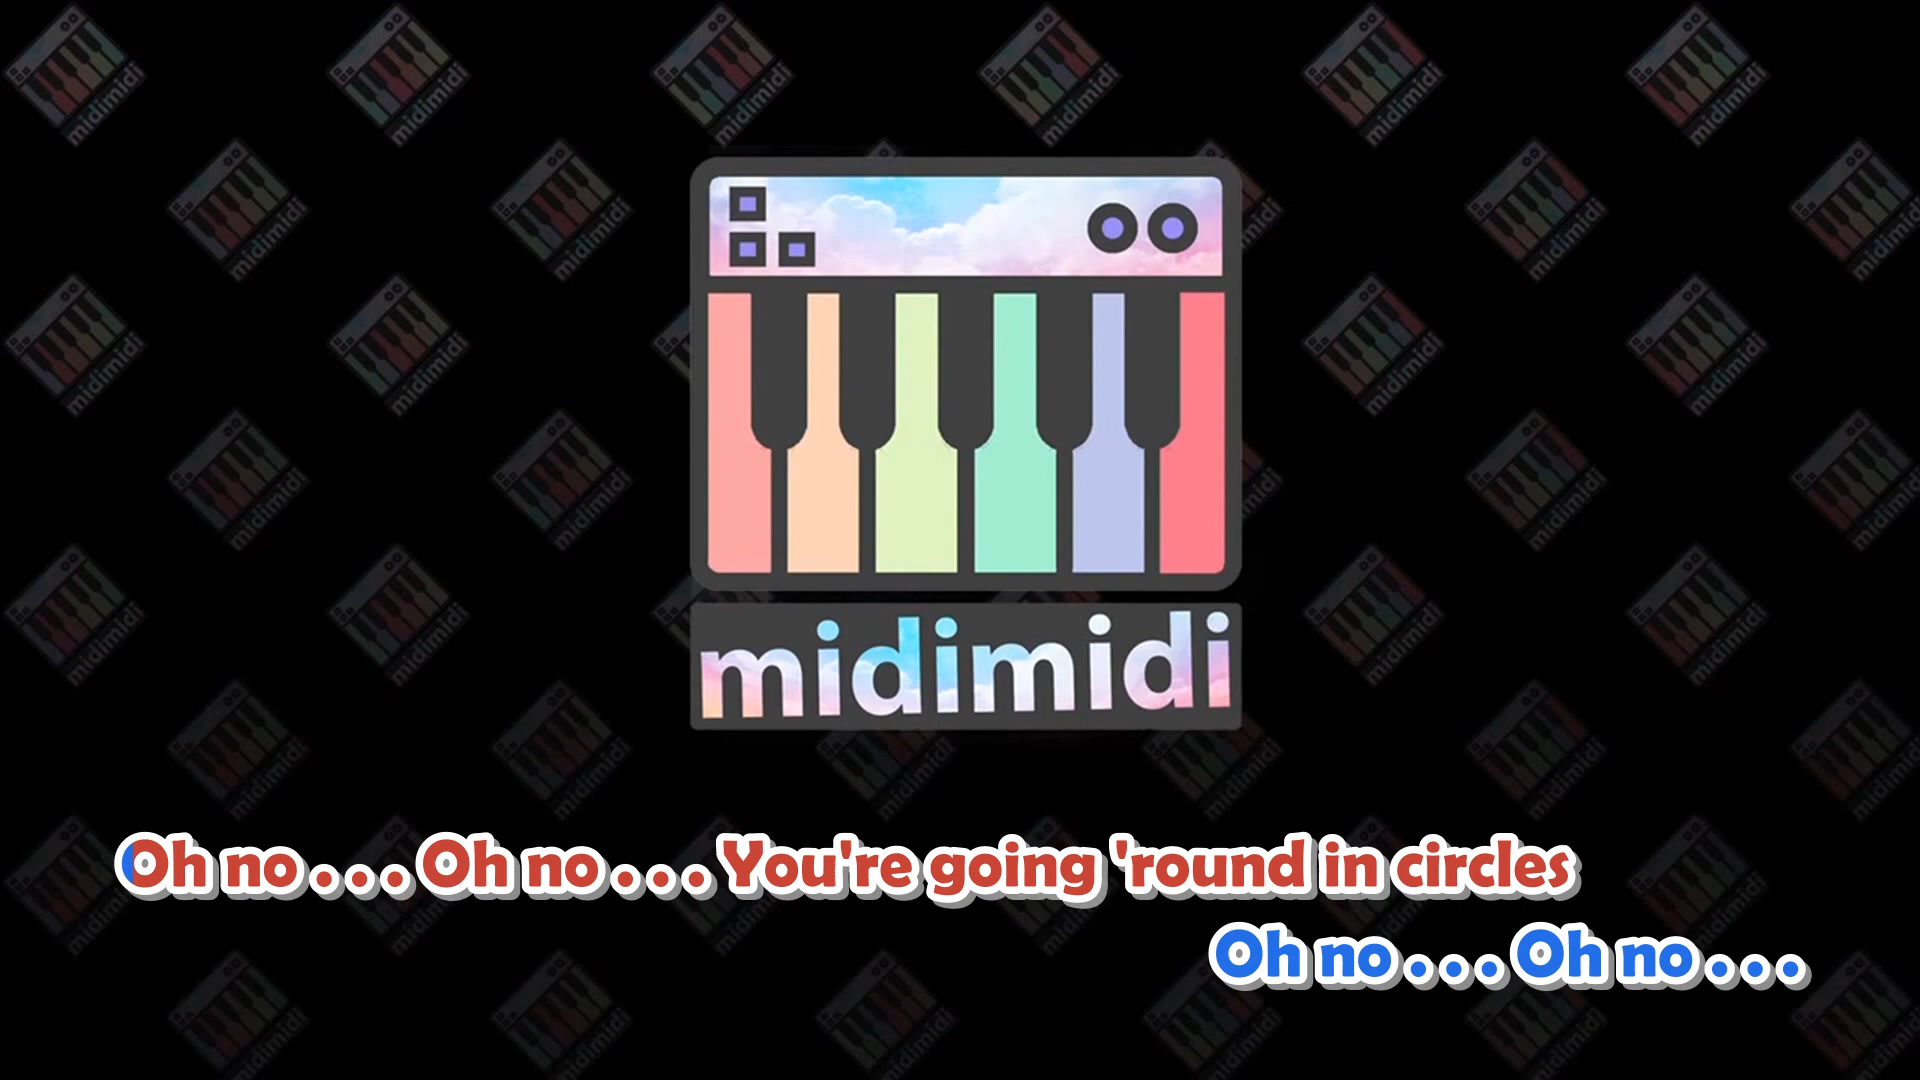 midimidi
Oh no . . . Oh no . . . You're going 'round in circles
Oh no . . . Oh no . . .